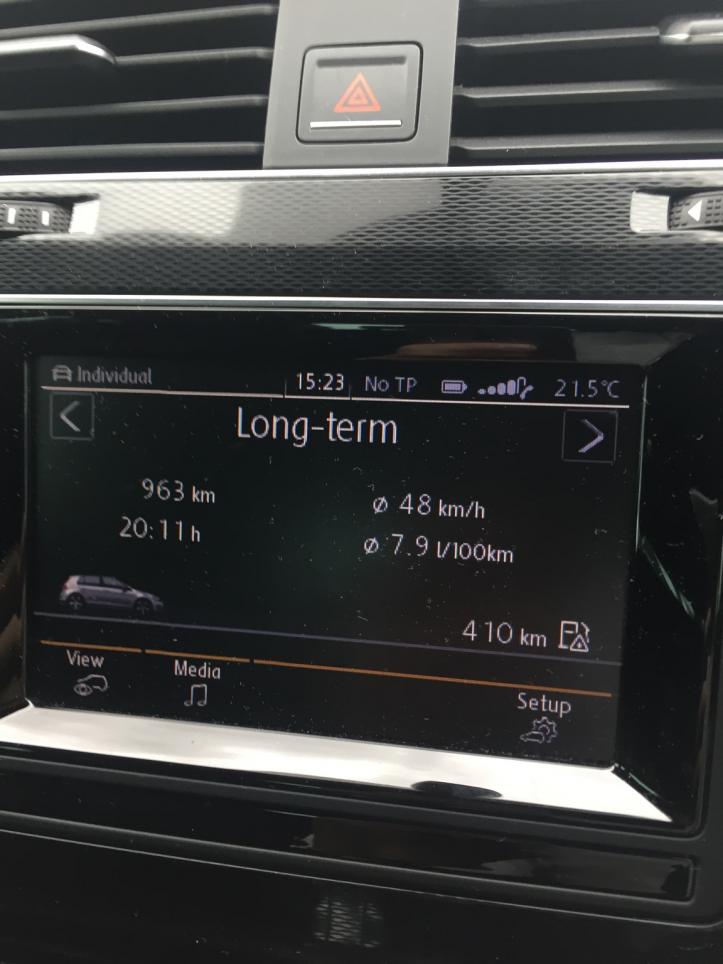 Individual 15:23 No TP 21.5°C
Long-term
963 km ø 48 km/h
20:11 h ø 7.9 l/100km
410 km
View Media Setup